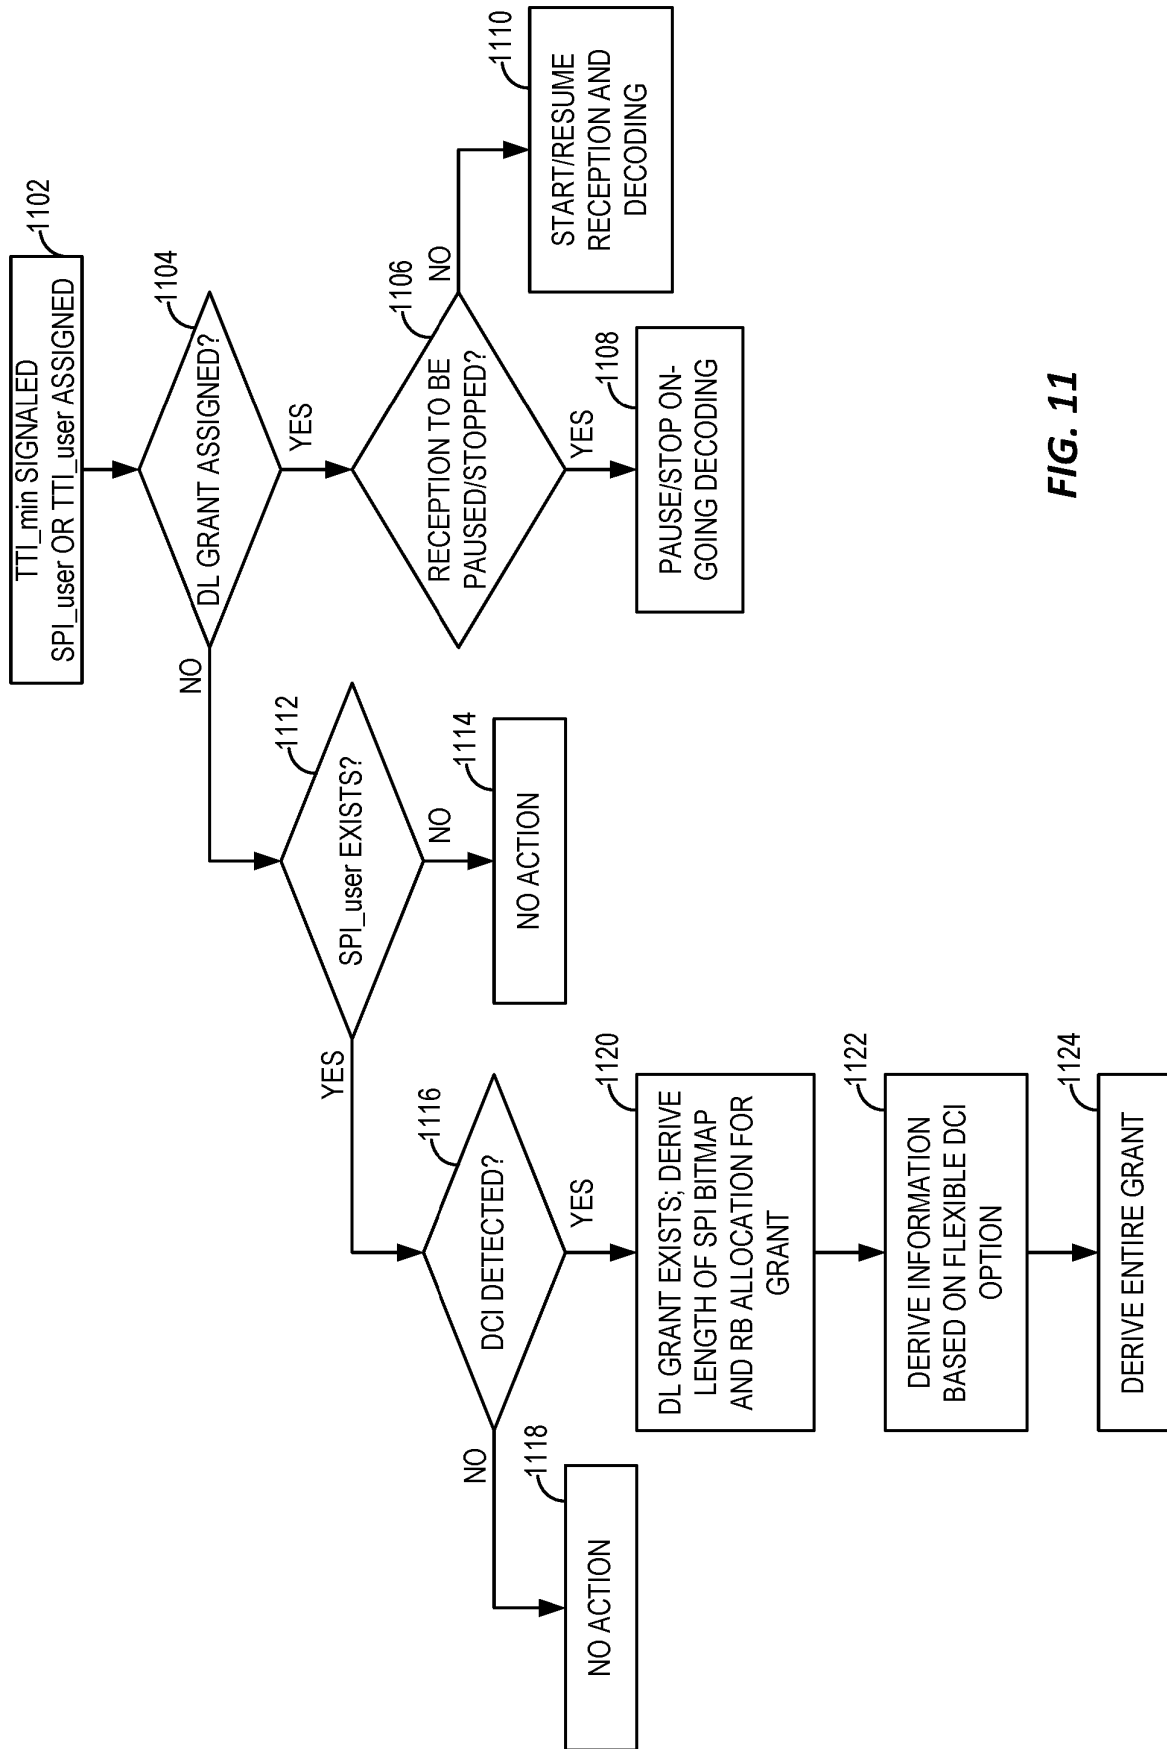 TTI_min SIGNALED
SPI_user OR TTI_user ASSIGNED
1102
DL GRANT ASSIGNED?
1104
NO
YES
RECEPTION TO BE
PAUSED/STOPPED?
1106
NO
YES
START/RESUME
RECEPTION AND
DECODING
1110
PAUSE/STOP ON-
GOING DECODING
1108
SPI_user EXISTS?
1112
YES
NO
NO ACTION
1114
DCI DETECTED?
1116
NO
YES
NO ACTION
1118
DL GRANT EXISTS; DERIVE
LENGTH OF SPI BITMAP
AND RB ALLOCATION FOR
GRANT
1120
DERIVE INFORMATION
BASED ON FLEXIBLE DCI
OPTION
1122
DERIVE ENTIRE GRANT
1124
FIG. 11